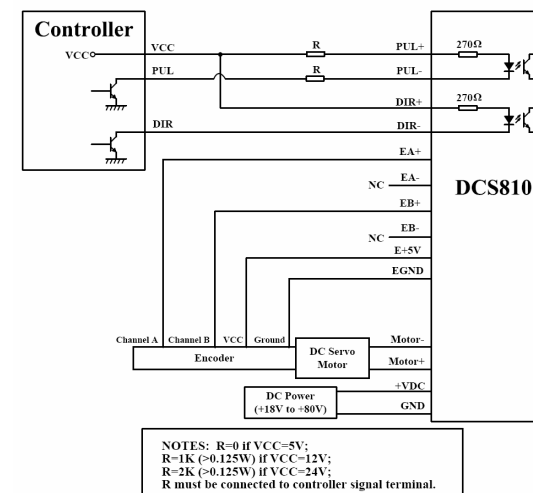 Controller
VCC
VCC
R
PUL+
270Ω
PUL
R
PUL-
DIR+
270Ω
DIR
DIR-
EA+
NC
EA-
DCS810
EB+
NC
EB-
E+5V
EGND
Channel A
Channel B
VCC
Ground
Encoder
DC Servo
Motor
Motor-
Motor+
DC Power
(+18V to +80V)
+VDC
GND
NOTES: R=0 if VCC=5V;
R=1K (>0.125W) if VCC=12V;
R=2K (>0.125W) if VCC=24V;
R must be connected to controller signal terminal.